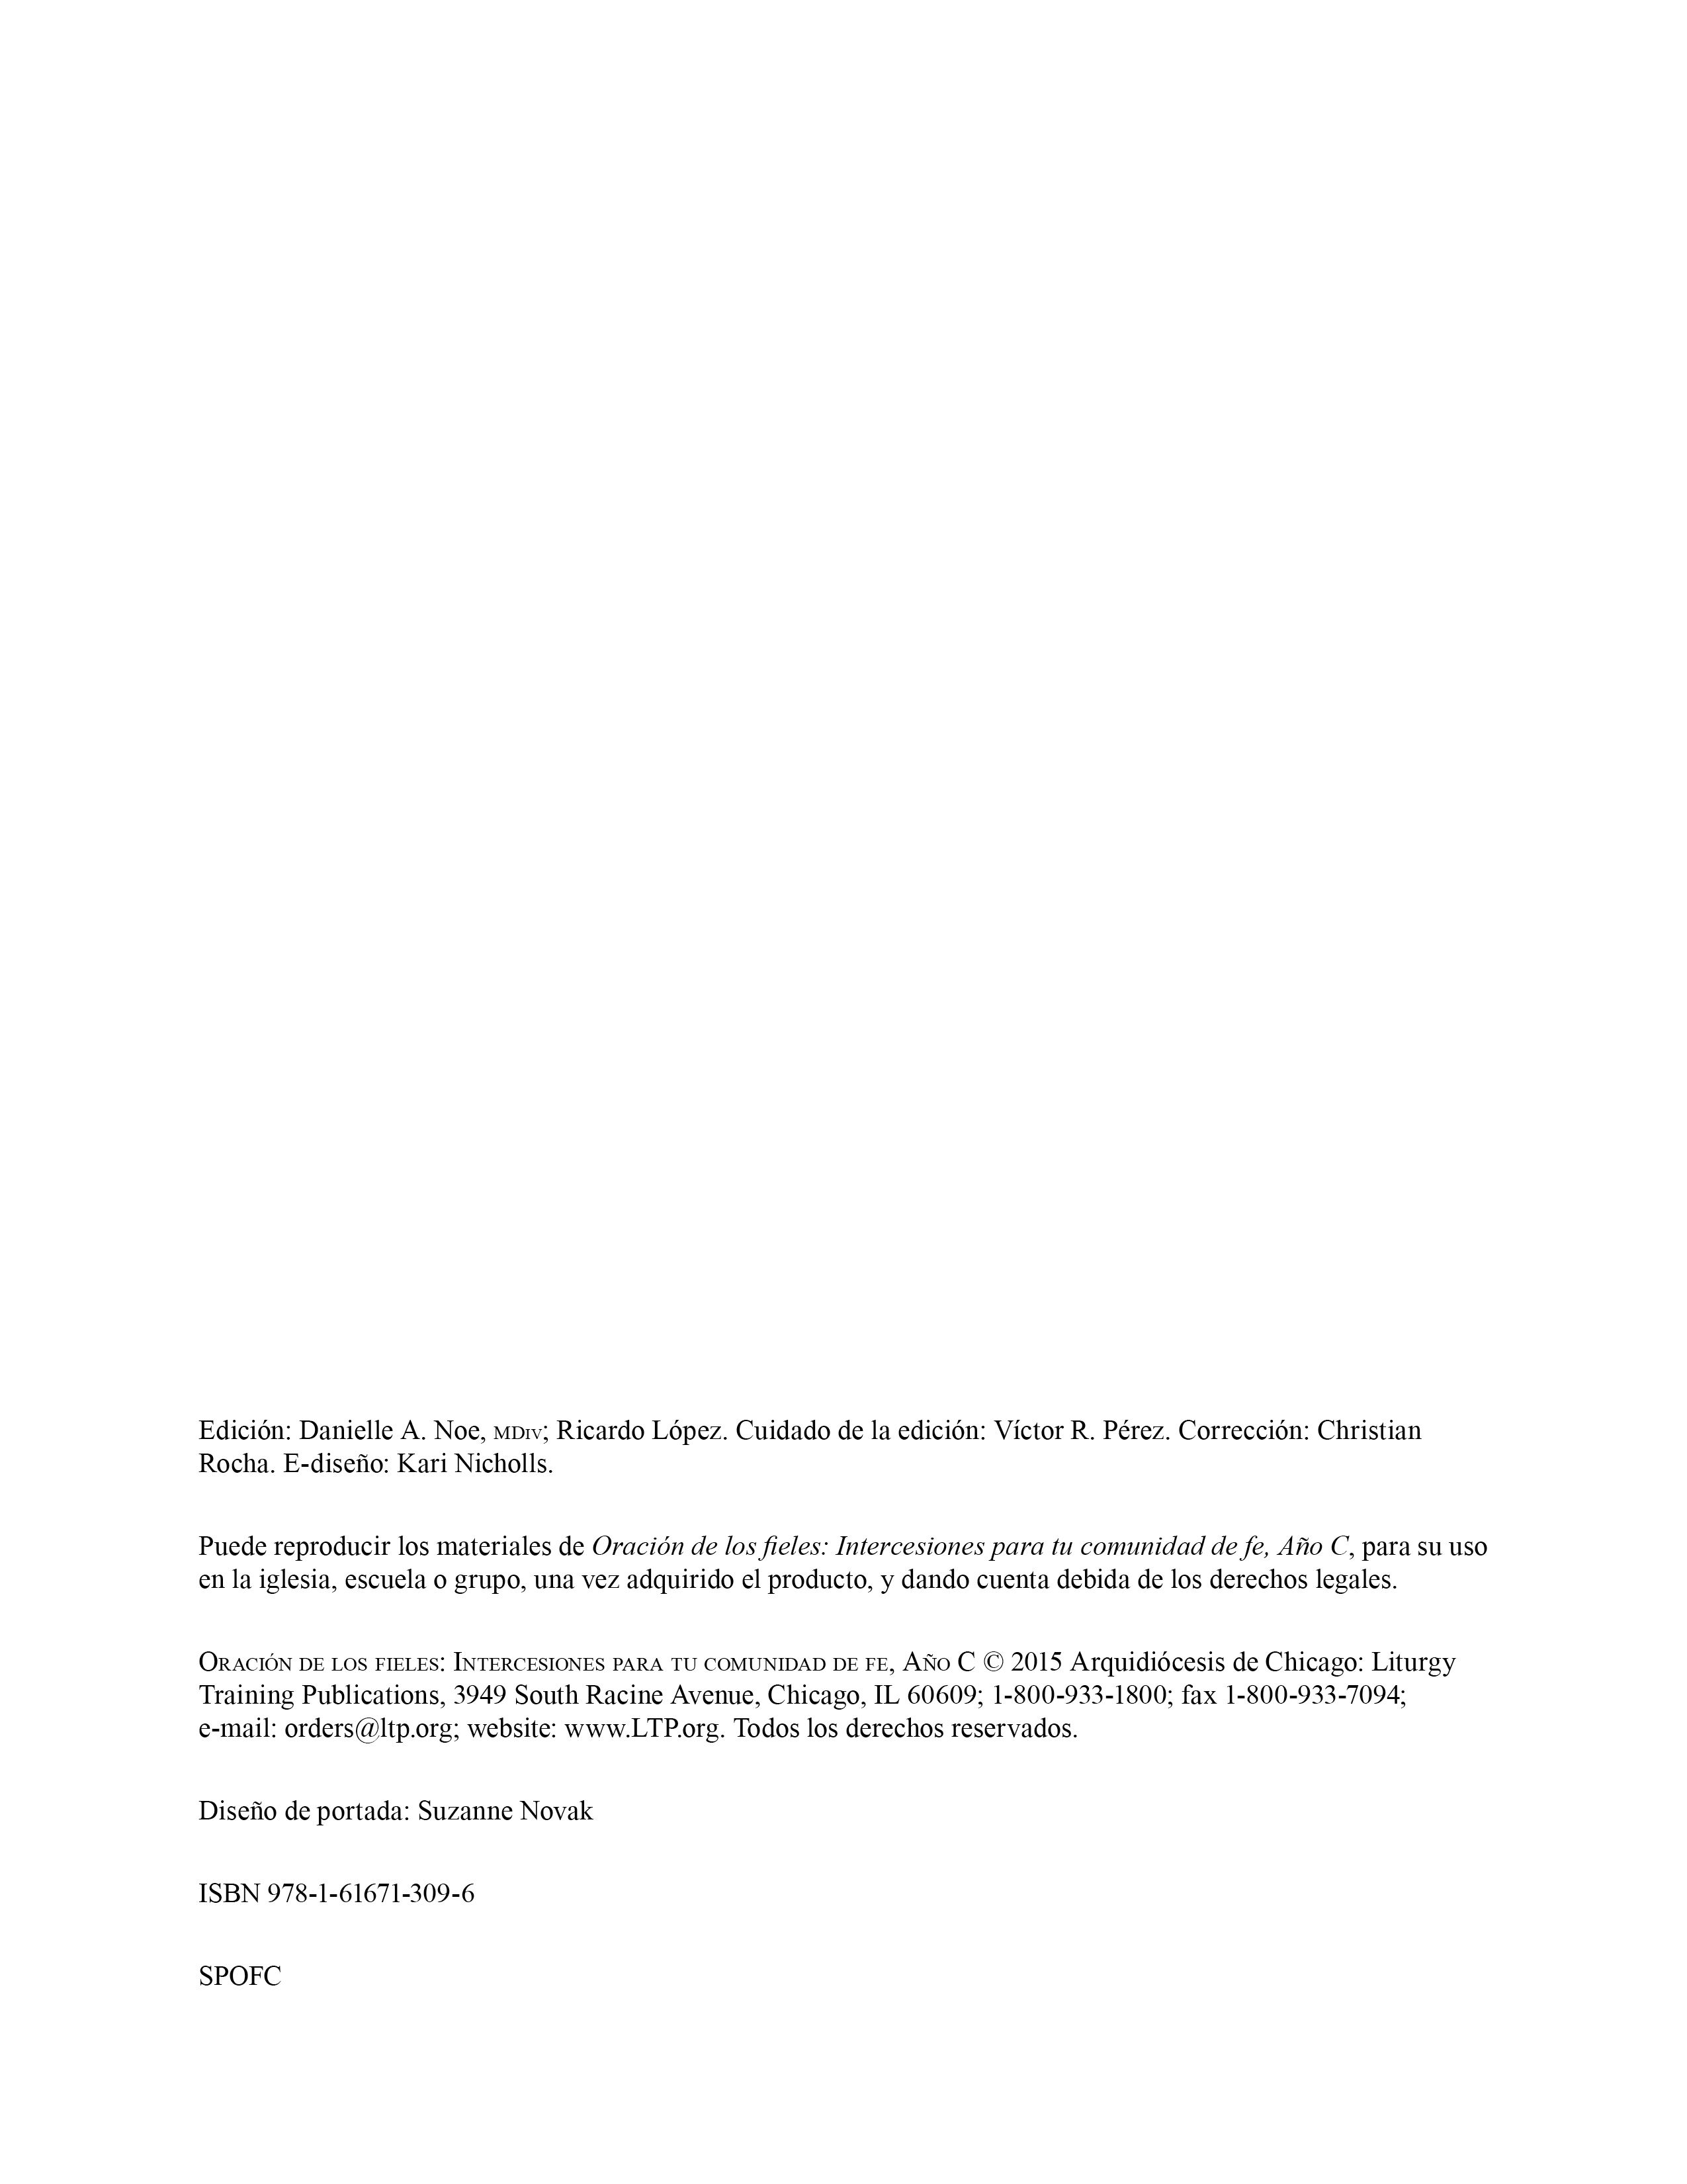 Edición: Danielle A. Noe, MDiv; Ricardo López. Cuidado de la edición: Víctor R. Pérez. Corrección: Christian
Rocha. E-diseño: Kari Nicholls.
Puede reproducir los materiales de Oración de los fieles: Intercesiones para tu comunidad de fe, Año C, para su uso
en la iglesia, escuela o grupo, una vez adquirido el producto, y dando cuenta debida de los derechos legales.
Oración de los fieles: Intercesiones para tu comunidad de fe, Año C © 2015 Arquidiócesis de Chicago: Liturgy
Training Publications, 3949 South Racine Avenue, Chicago, IL 60609; 1-800-933-1800; fax 1-800-933-7094;
e-mail: orders@ltp.org; website: www.LTP.org. Todos los derechos reservados.
Diseño de portada: Suzanne Novak
ISBN 978-1-61671-309-6
SPOFC